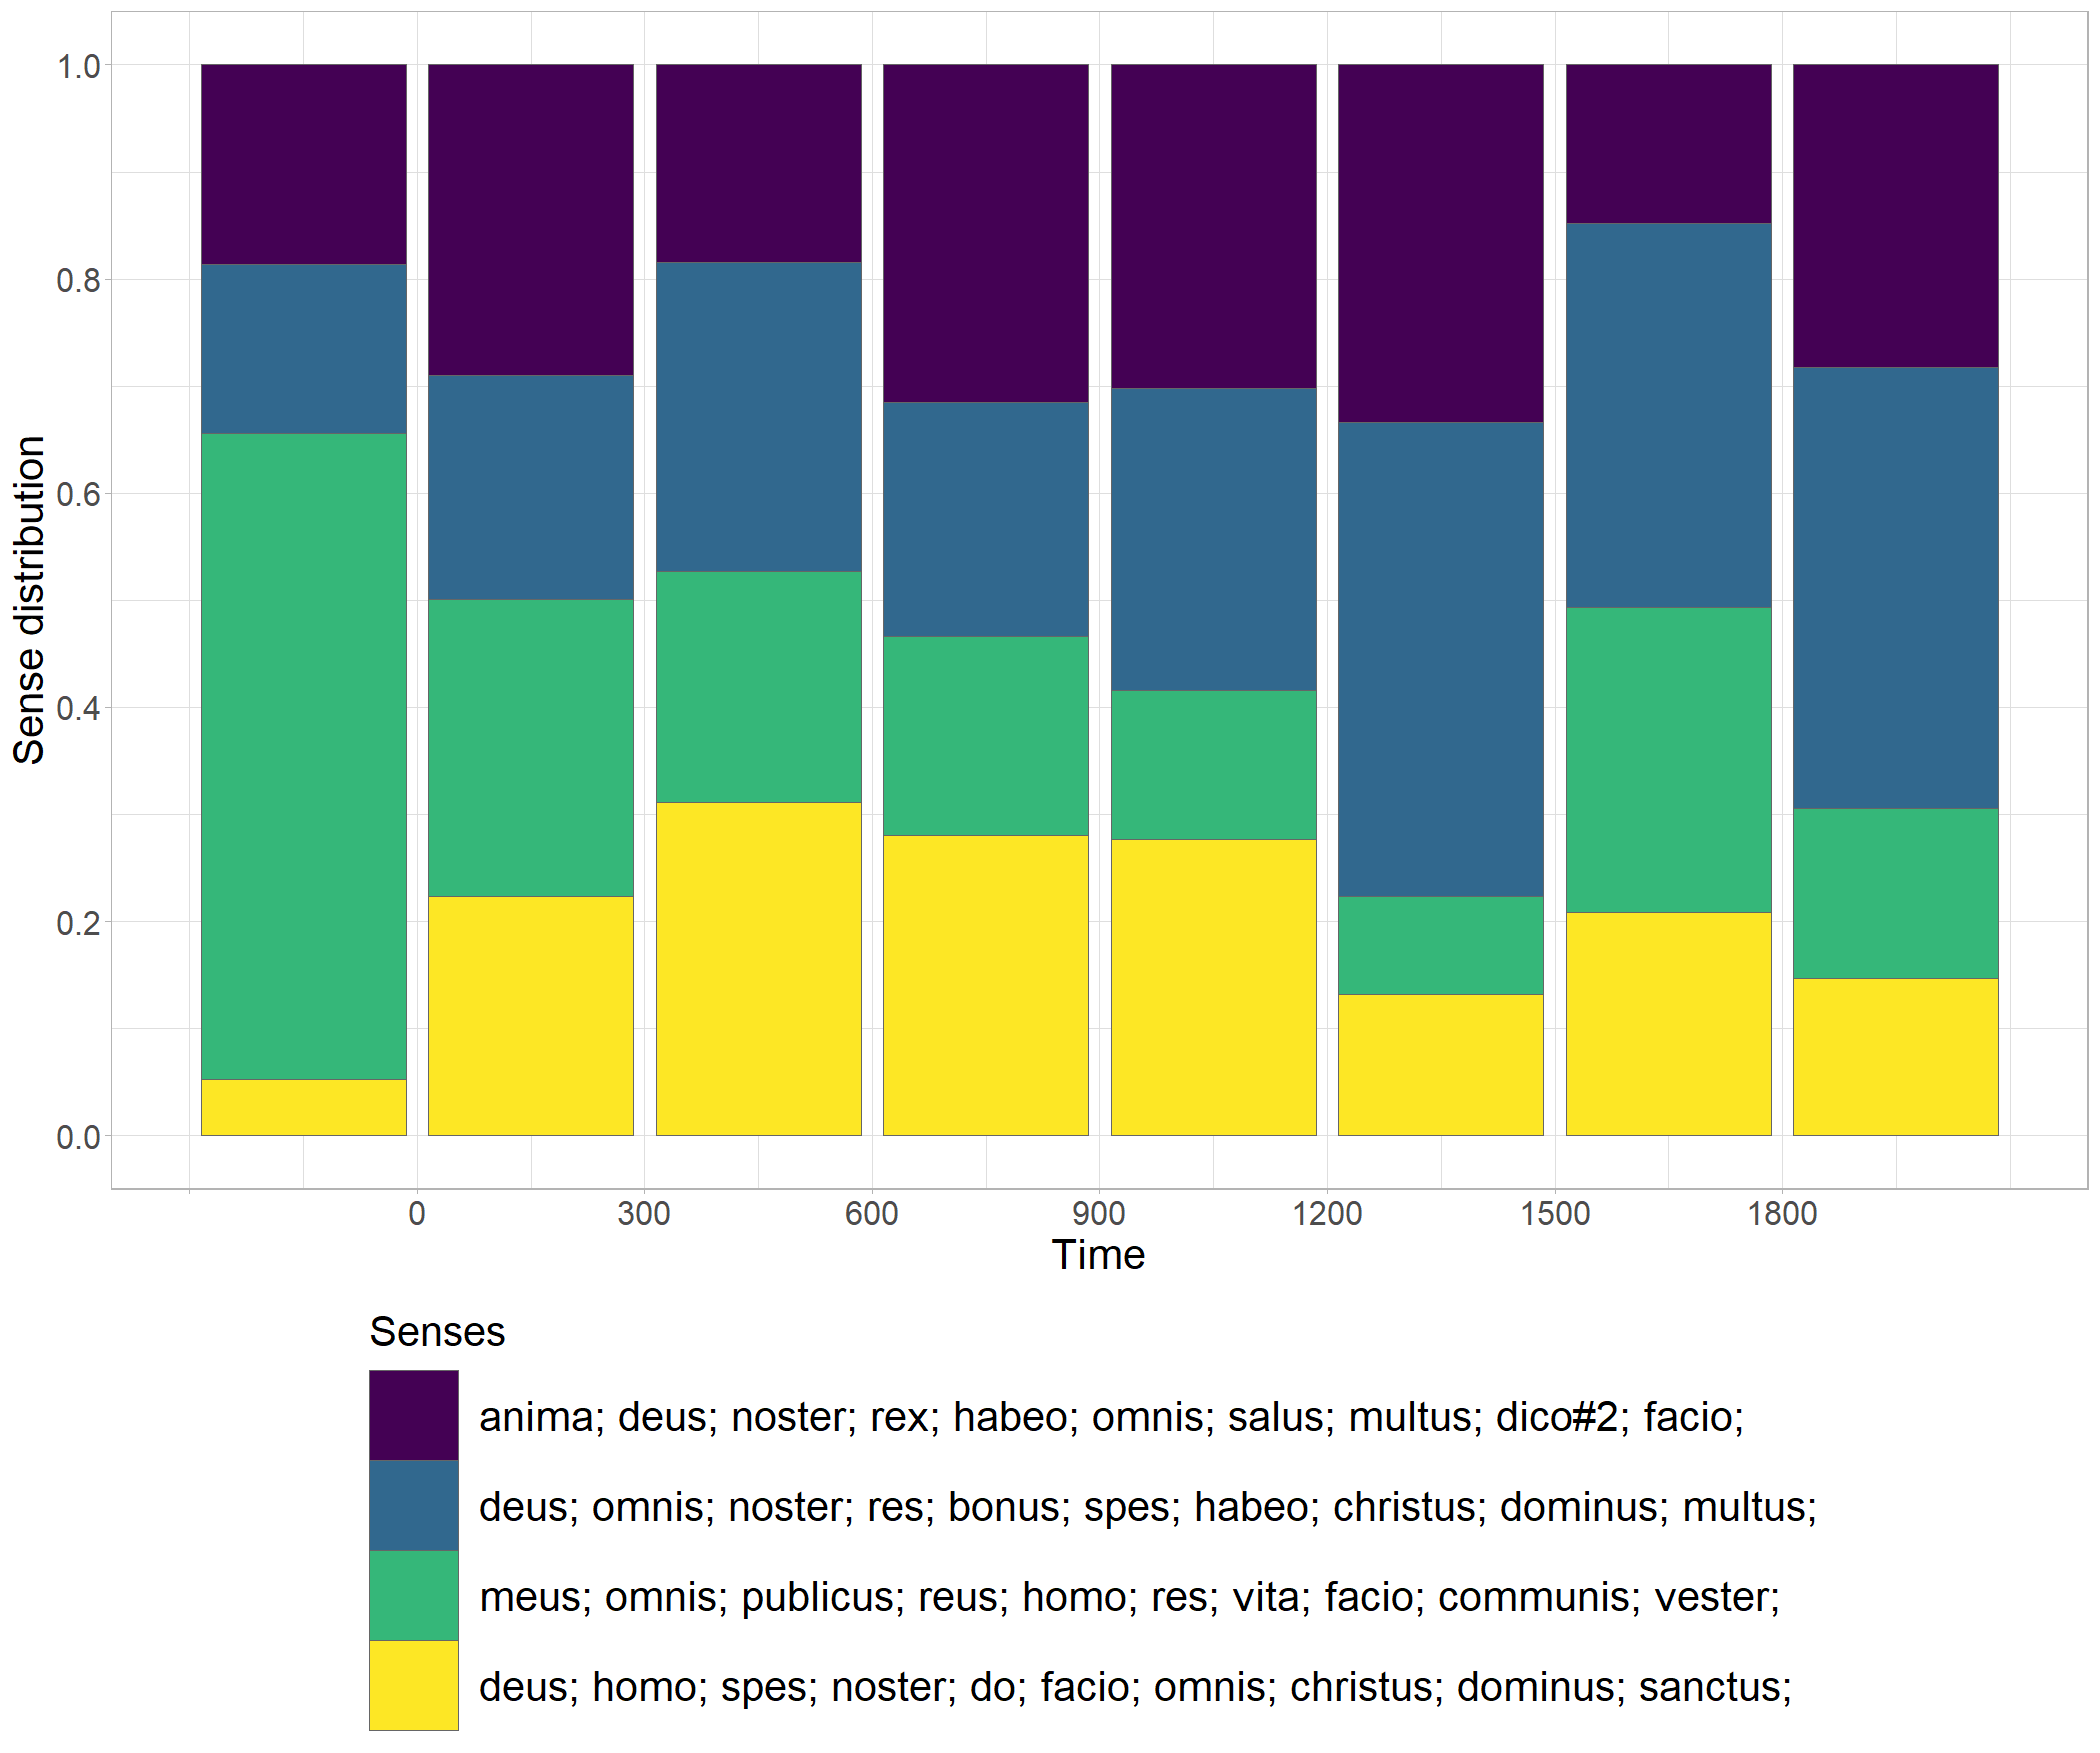 1.0
0.8
0.6
0.4
0.2
0.0
Sense distribution
0 300 600 900 1200 1500 1800
Time
Senses
anima; deus; noster; rex; habeo; omnis; salus; multus; dico#2; facio;
deus; omnis; noster; res; bonus; spes; habeo; christus; dominus; multus;
meus; omnis; publicus; reus; homo; res; vita; facio; communis; vester;
deus; homo; spes; noster; do; facio; omnis; christus; dominus; sanctus;